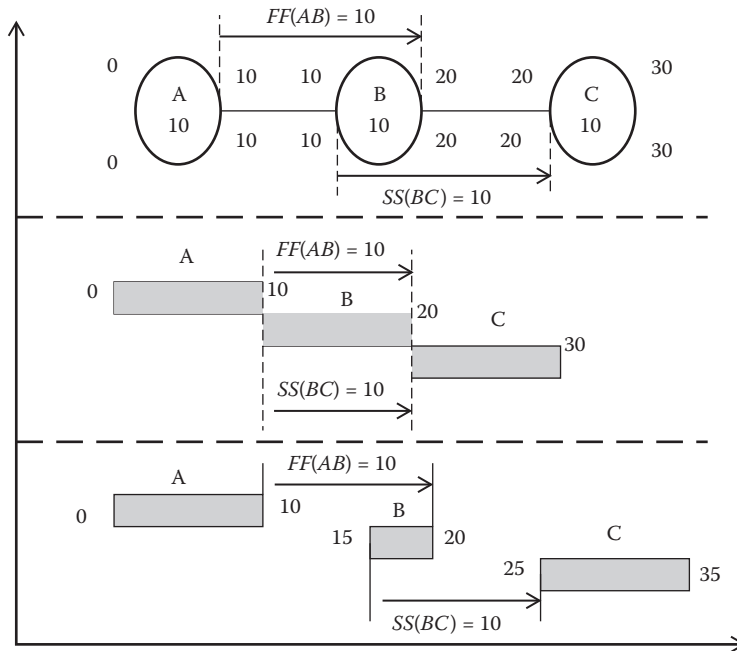 FF(AB) = 10
0 10 10 20 20 30
A B C
10 10 10
0 10 10 20 20 30
SS(BC) = 10
A FF(AB) = 10
0 10 B
20 C
30
SS(BC) = 10
A FF(AB) = 10
0 10 B
15 20 C
25 35
SS(BC) = 10